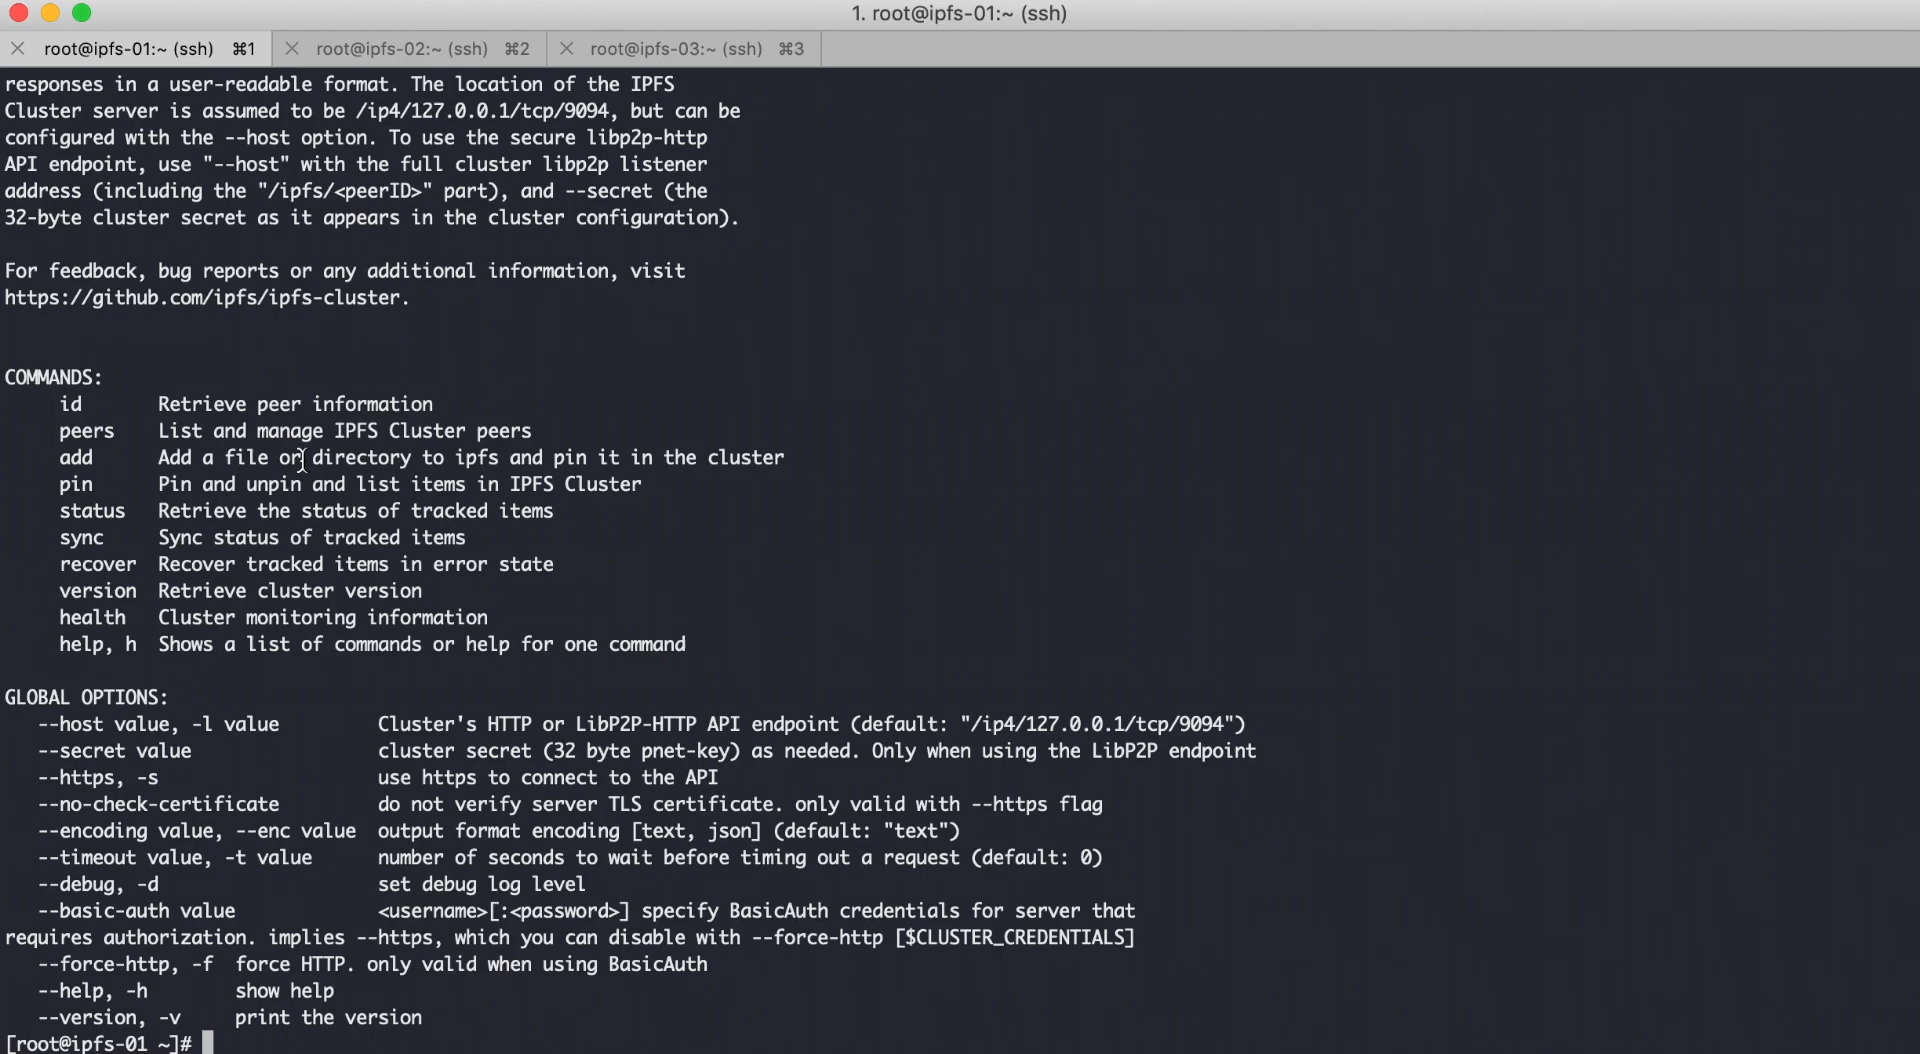 1. root@ipfs-01:~ (ssh)
root@ipfs-01:~ (ssh) ⌘1 root@ipfs-02:~ (ssh) ⌘2 root@ipfs-03:~ (ssh) ⌘3
responses in a user-readable format. The location of the IPFS
Cluster server is assumed to be /ip4/127.0.0.1/tcp/9094, but can be
configured with the --host option. To use the secure libp2p-http
API endpoint, use "--host" with the full cluster libp2p listener
address (including the "/ipfs/<peerID>" part), and --secret (the
32-byte cluster secret as it appears in the cluster configuration).
For feedback, bug reports or any additional information, visit
https://github.com/ipfs/ipfs-cluster.
COMMANDS:
id Retrieve peer information
peers List and manage IPFS Cluster peers
add Add a file or directory to ipfs and pin it in the cluster
pin Pin and unpin and list items in IPFS Cluster
status Retrieve the status of tracked items
sync Sync status of tracked items
recover Recover tracked items in error state
version Retrieve cluster version
health Cluster monitoring information
help, h Shows a list of commands or help for one command
GLOBAL OPTIONS:
--host value, -l value Cluster's HTTP or LibP2P-HTTP API endpoint (default: "/ip4/127.0.0.1/tcp/9094")
--secret value cluster secret (32 byte pnet-key) as needed. Only when using the LibP2P endpoint
--https, -s use https to connect to the API
--no-check-certificate do not verify server TLS certificate. only valid with --https flag
--encoding value, --enc value output format encoding [text, json] (default: "text")
--timeout value, -t value number of seconds to wait before timing out a request (default: 0)
--debug, -d set debug log level
--basic-auth value <username>[:<password>] specify BasicAuth credentials for server that
requires authorization. implies --https, which you can disable with --force-http [$CLUSTER_CREDENTIALS]
--force-http, -f force HTTP. only valid when using BasicAuth
--help, -h show help
--version, -v print the version
[root@ipfs-01 ~]#